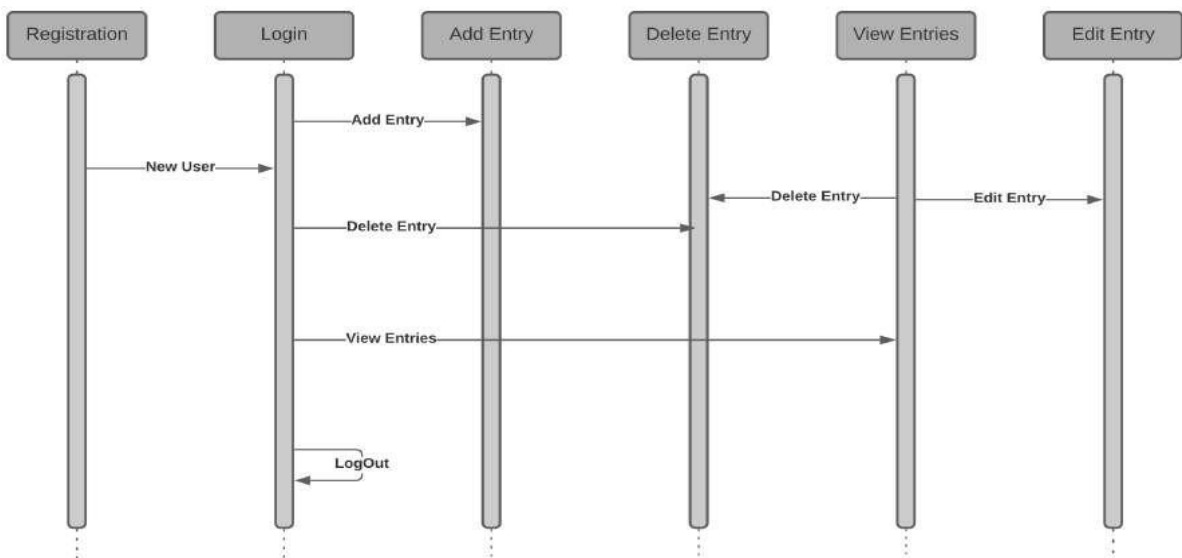 Registration
Login
Add Entry
Delete Entry
View Entries
Edit Entry
Add Entry
New User
Delete Entry
Edit Entry
Delete Entry
View Entries
LogOut